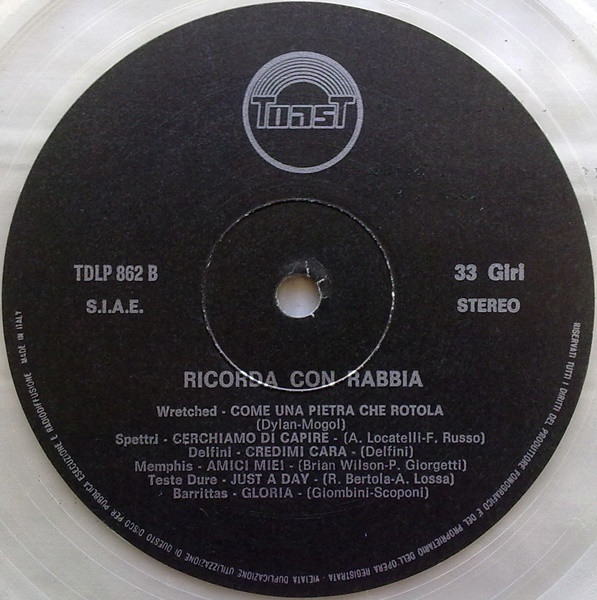 Toast
TDLP 862 B
33 Giri
S.I.A.E.
STEREO
RICORDA CON RABBIA
Wretched - COME UNA PIETRA CHE ROTOLA
(Dylan-Mogol)
Spettri - CERCHIAMO DI CAPIRE - (A. Locatelli-F. Russo)
Delfini - CREDIMI CARA - (Delfini)
Memphis - AMICI MIEI - (Brian Wilson-P. Giorgetti)
Teste Dure - JUST A DAY - (R. Bertola-A. Lossa)
Barrittas - GLORIA - (Giombini-Scoponi)
RISERVATI TUTTI I DIRITTI DEL PRODUTTORE FONOGRAFICO E DEL PROPRIETARIO DELL'OPERA REGISTRATA - VIETATA DUPLICAZIONE UTILIZZAZIONE DI QUESTO DISCO PER PUBBLICA ESECUZIONE E RADIODIFFUSIONE MADE IN ITALY